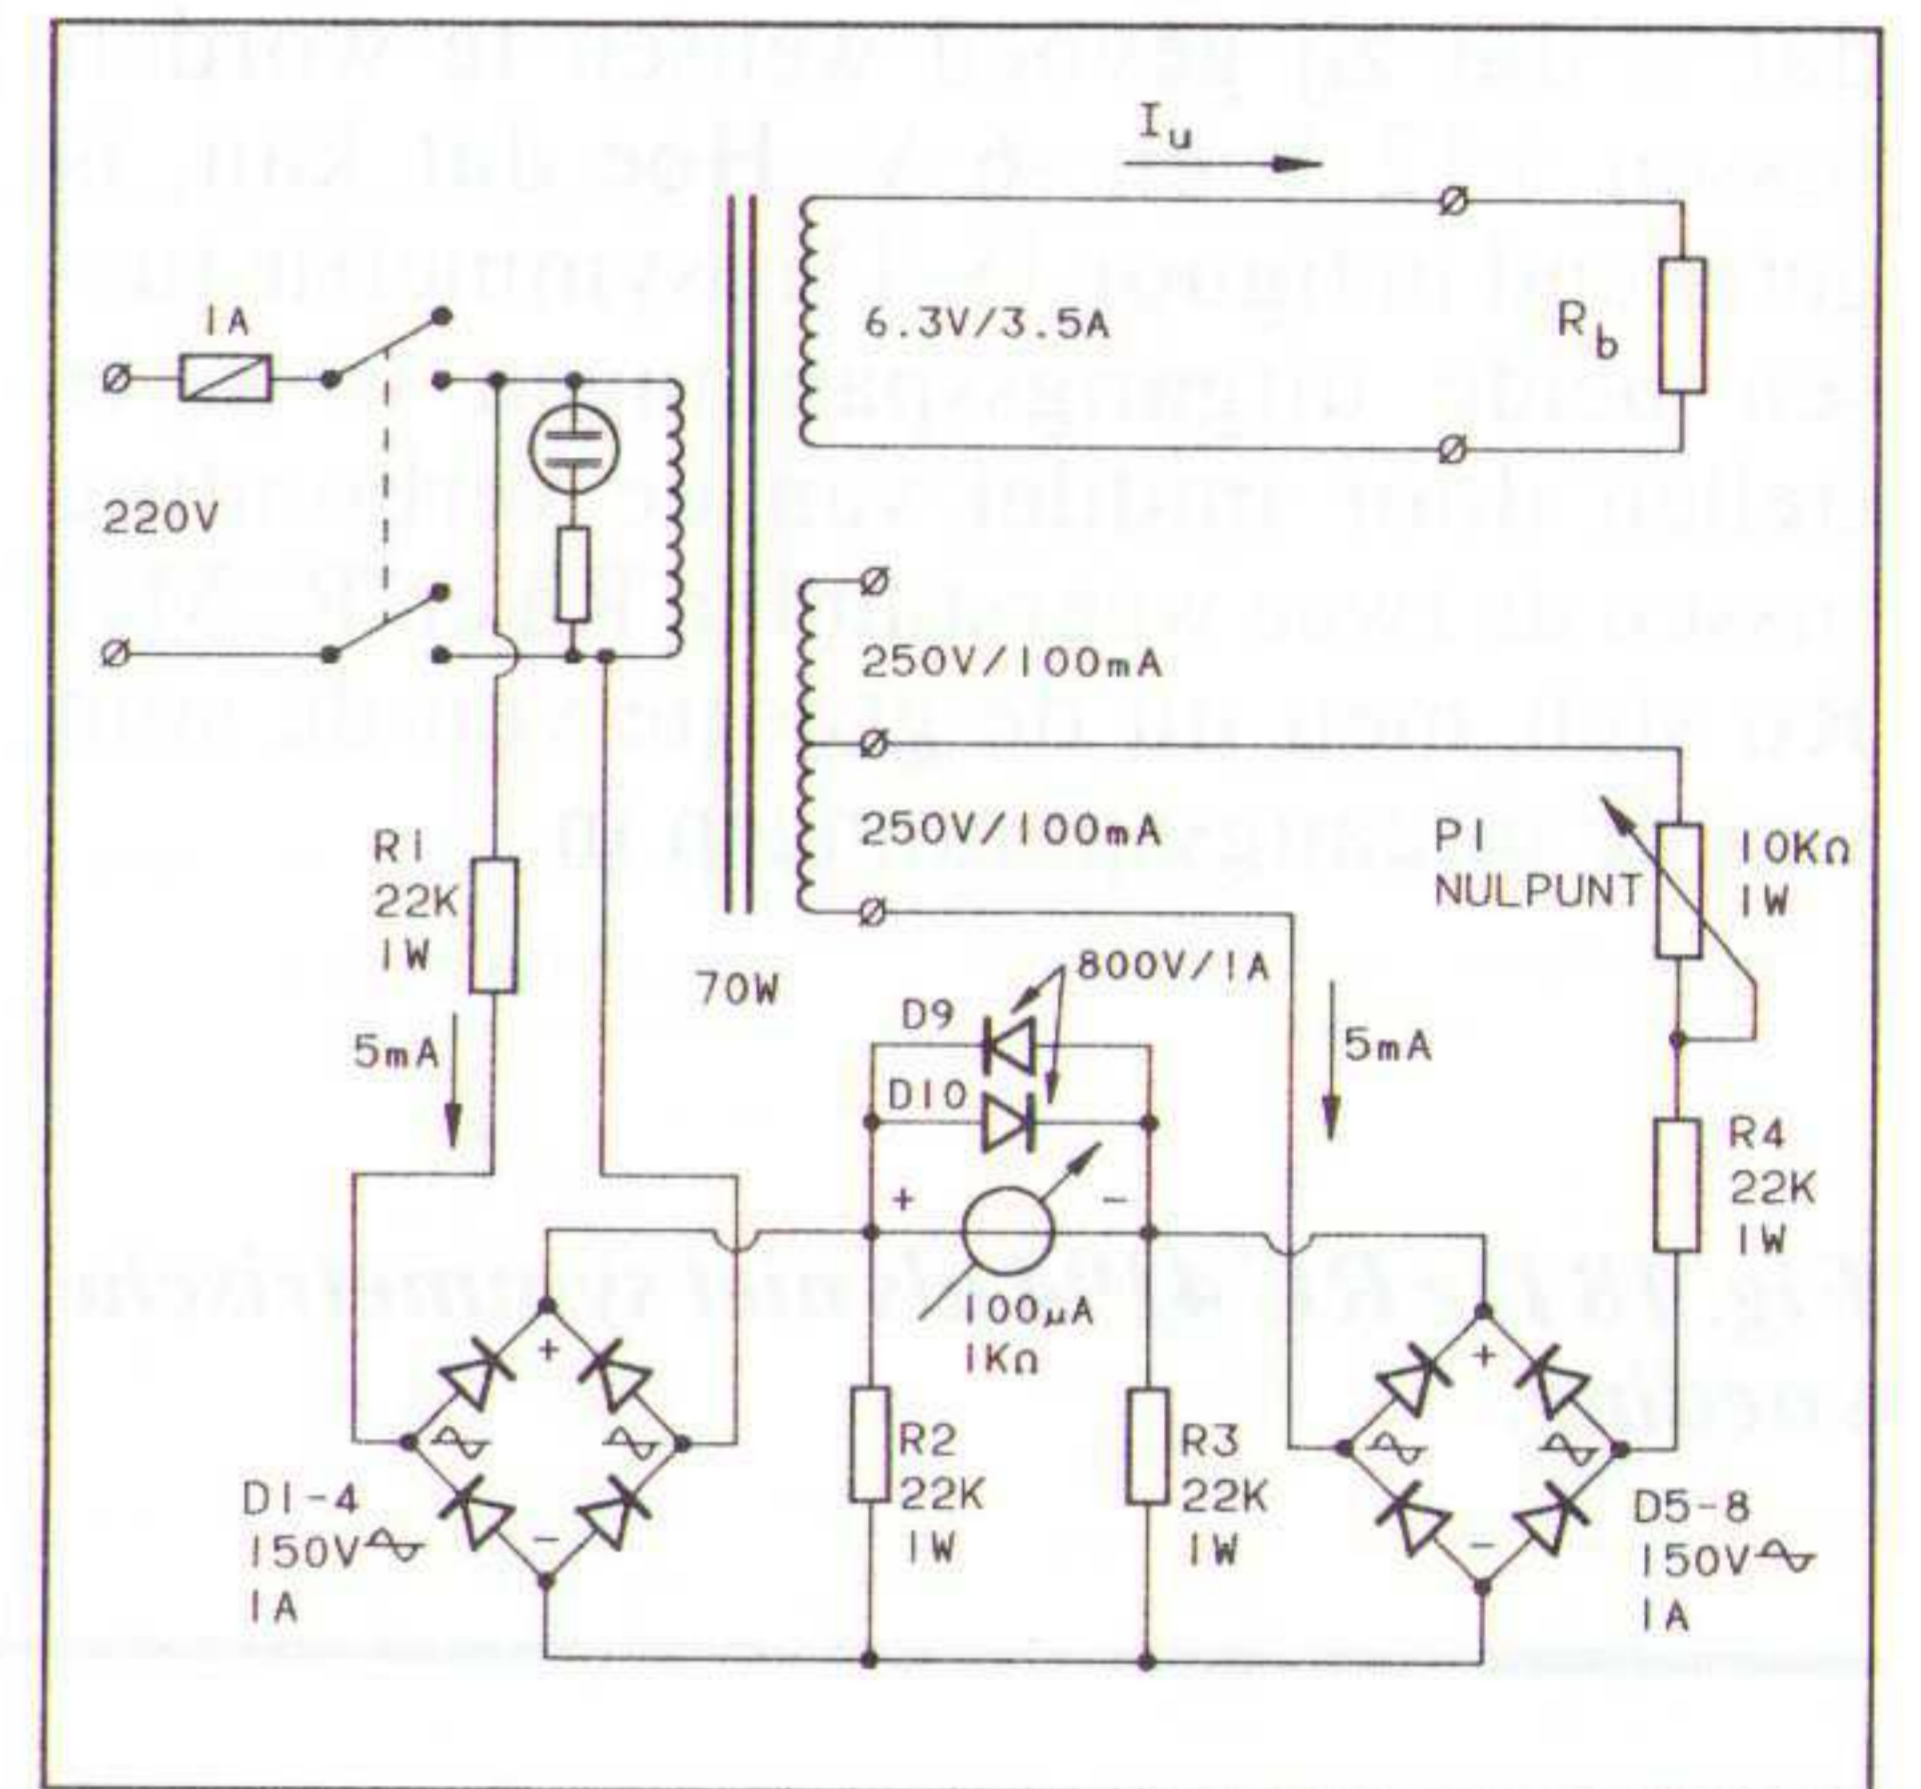 Iu
1A
6.3V/3.5A
Rb
220V
250V/100mA
250V/100mA
P1
NULPUNT
10KΩ
1W
R1
22K
1W
70W
800V/1A
D9
5mA
5mA
D10
+
-
R4
22K
1W
100µA
1KΩ
+
+
R2
22K
1W
R3
22K
1W
D1-4
150V
1A
-
-
D5-8
150V
1A